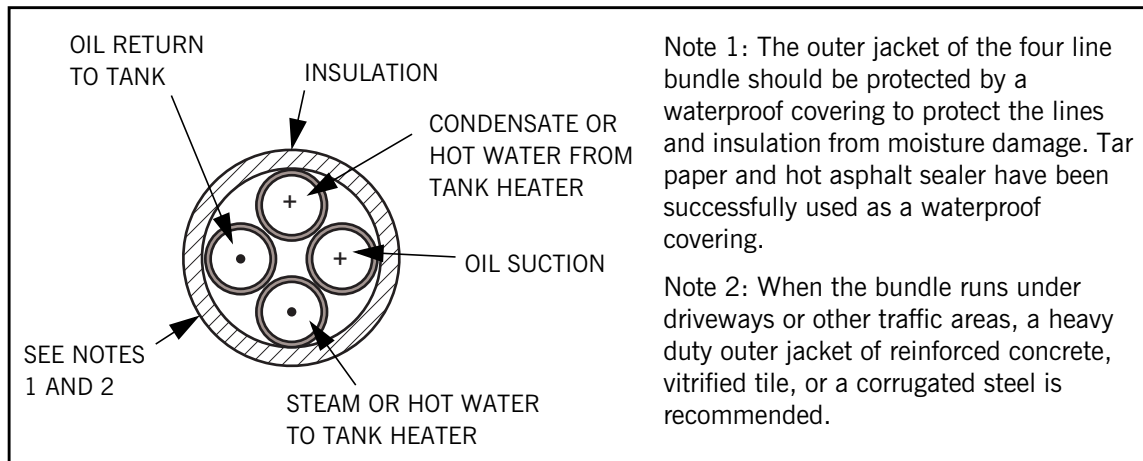 OIL RETURN
TO TANK
INSULATION
CONDENSATE OR
HOT WATER FROM
TANK HEATER
OIL SUCTION
SEE NOTES
1 AND 2
STEAM OR HOT WATER
TO TANK HEATER
Note 1: The outer jacket of the four line
bundle should be protected by a
waterproof covering to protect the lines
and insulation from moisture damage. Tar
paper and hot asphalt sealer have been
successfully used as a waterproof
covering.
Note 2: When the bundle runs under
driveways or other traffic areas, a heavy
duty outer jacket of reinforced concrete,
vitrified tile, or a corrugated steel is
recommended.